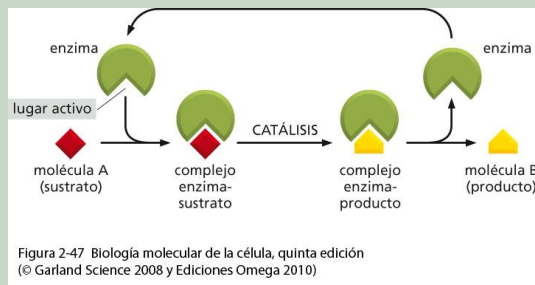 enzima
enzima
lugar activo
CATÁLISIS
molécula A
(sustrato)
complejo
enzima-
sustrato
complejo
enzima-
producto
molécula B
(producto)
Figura 2-47 Biología molecular de la célula, quinta edición
(© Garland Science 2008 y Ediciones Omega 2010)